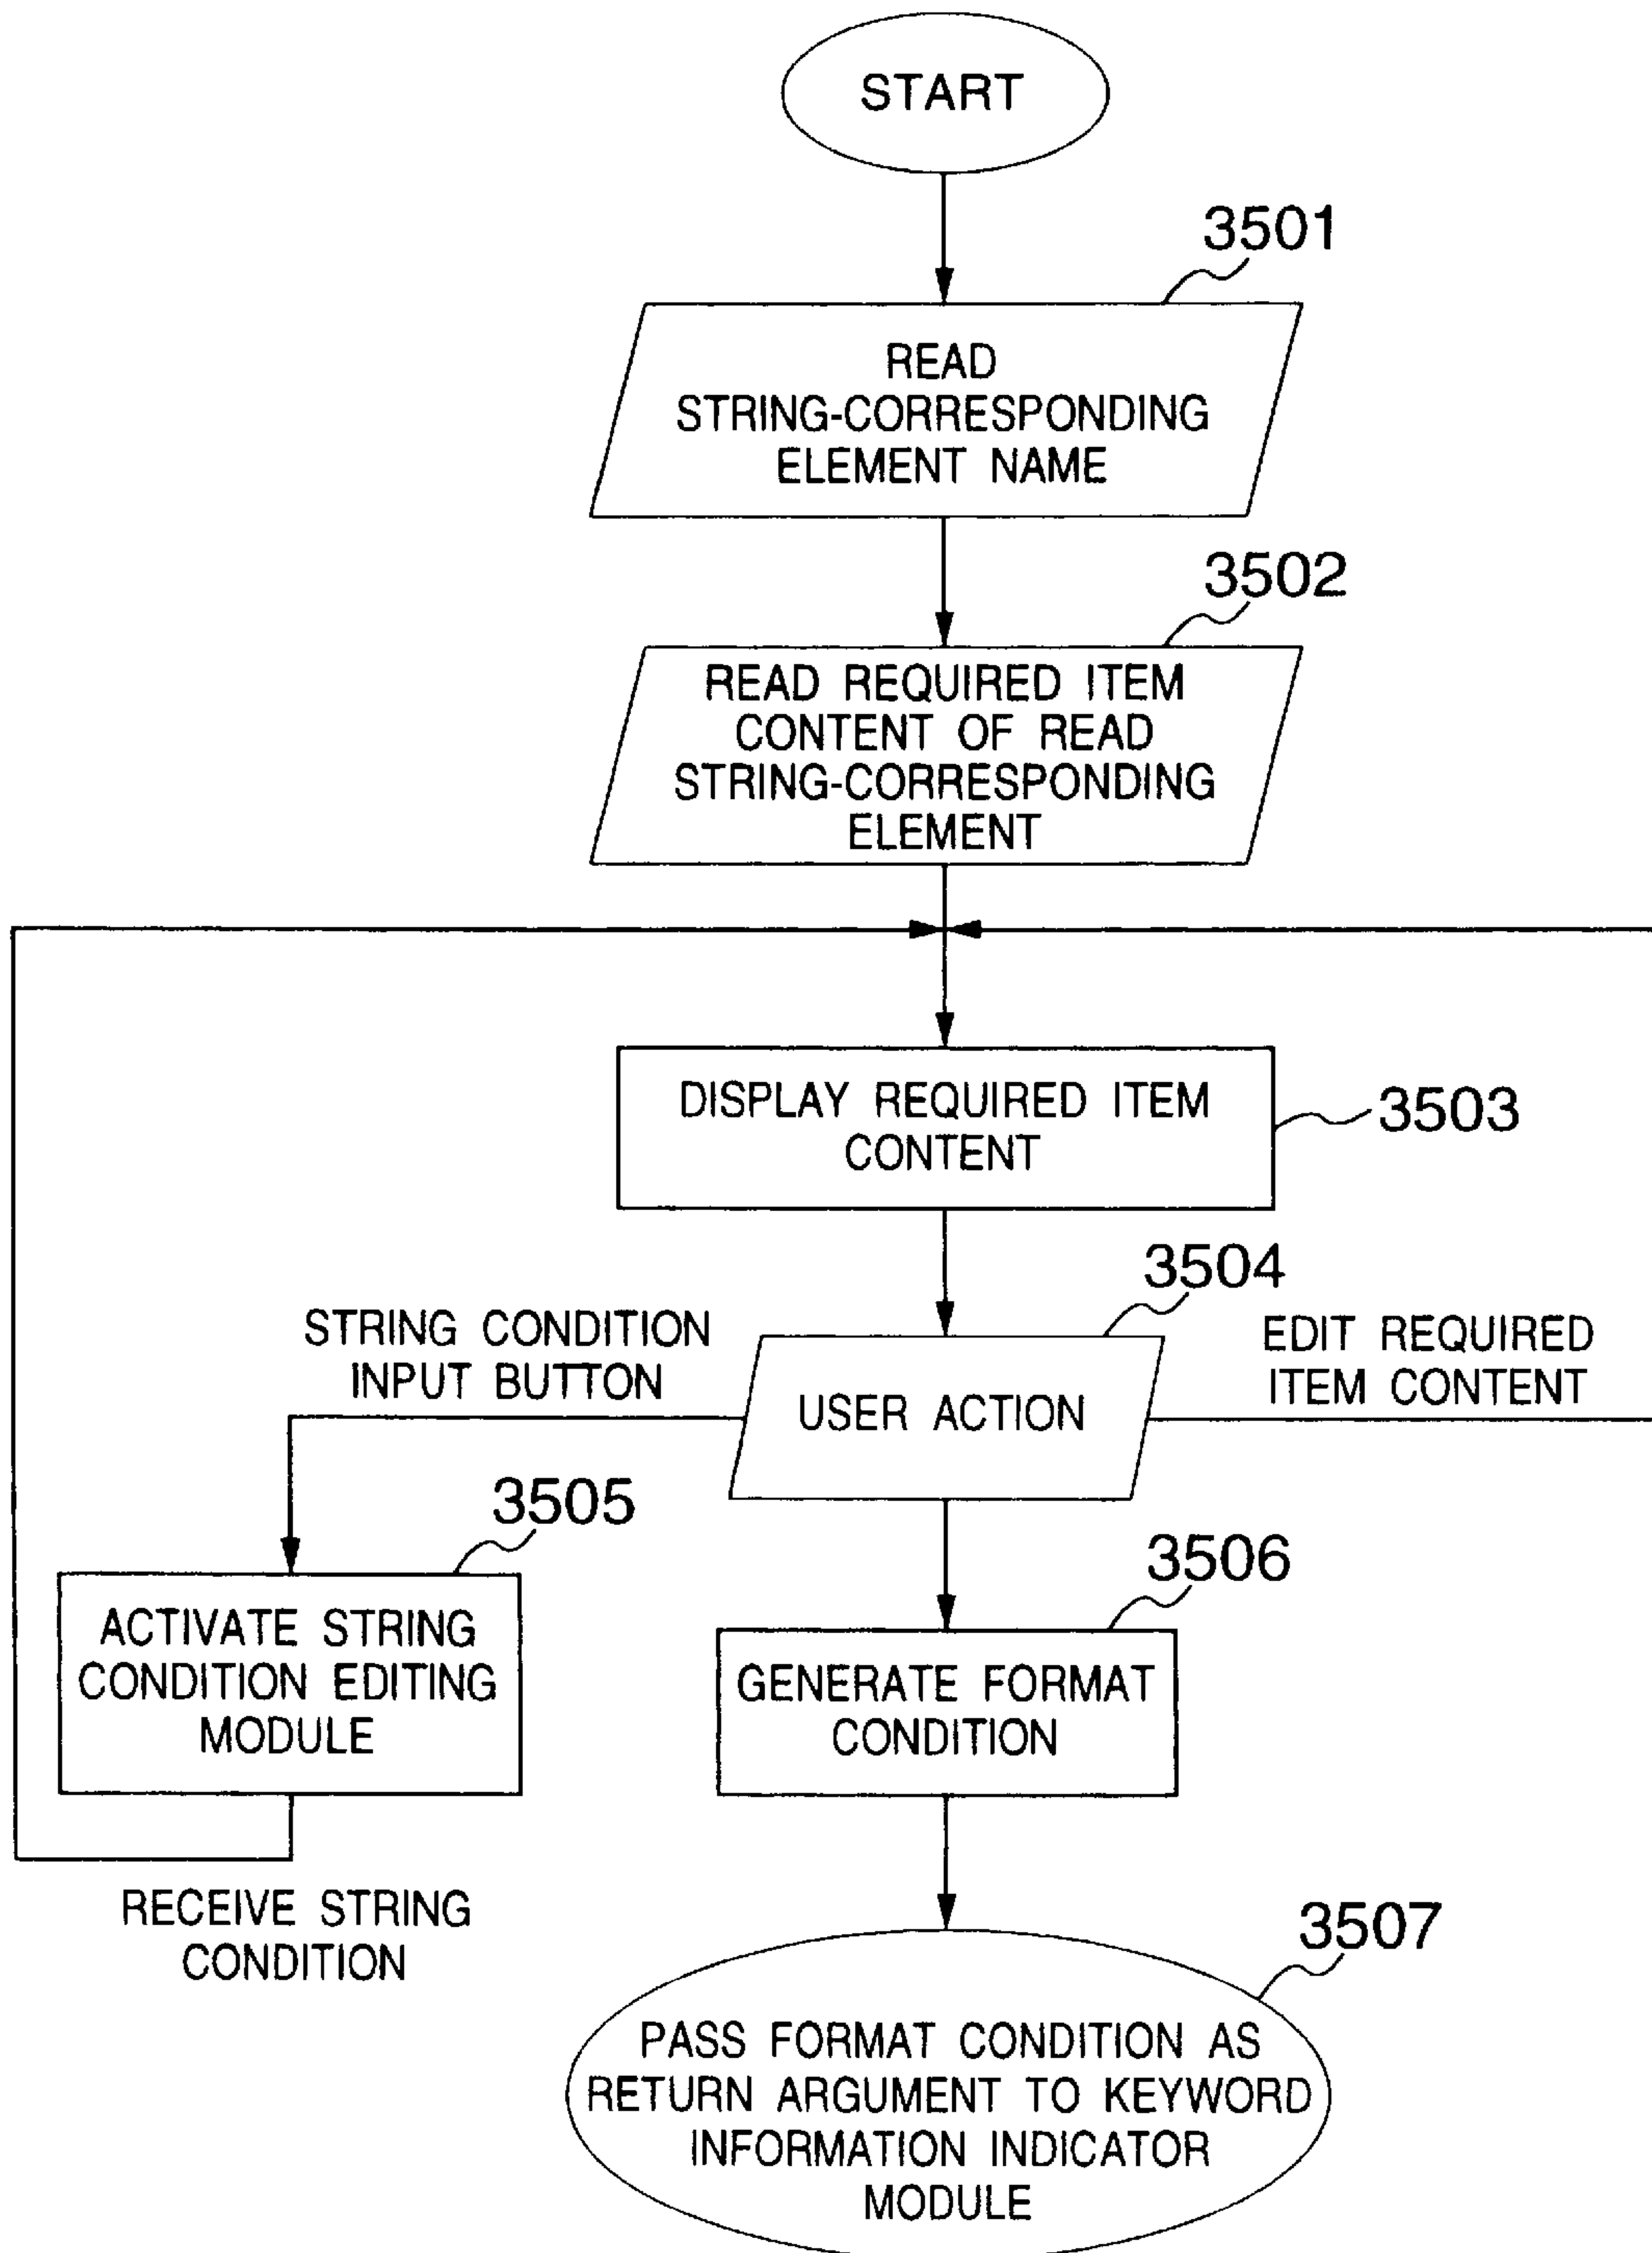 START
3501
READ
STRING-CORRESPONDING
ELEMENT NAME
3502
READ REQUIRED ITEM
CONTENT OF READ
STRING-CORRESPONDING
ELEMENT
DISPLAY REQUIRED ITEM
CONTENT
3503
3504
STRING CONDITION
INPUT BUTTON
USER ACTION
EDIT REQUIRED
ITEM CONTENT
3505
ACTIVATE STRING
CONDITION EDITING
MODULE
3506
GENERATE FORMAT
CONDITION
RECEIVE STRING
CONDITION
3507
PASS FORMAT CONDITION AS
RETURN ARGUMENT TO KEYWORD
INFORMATION INDICATOR
MODULE